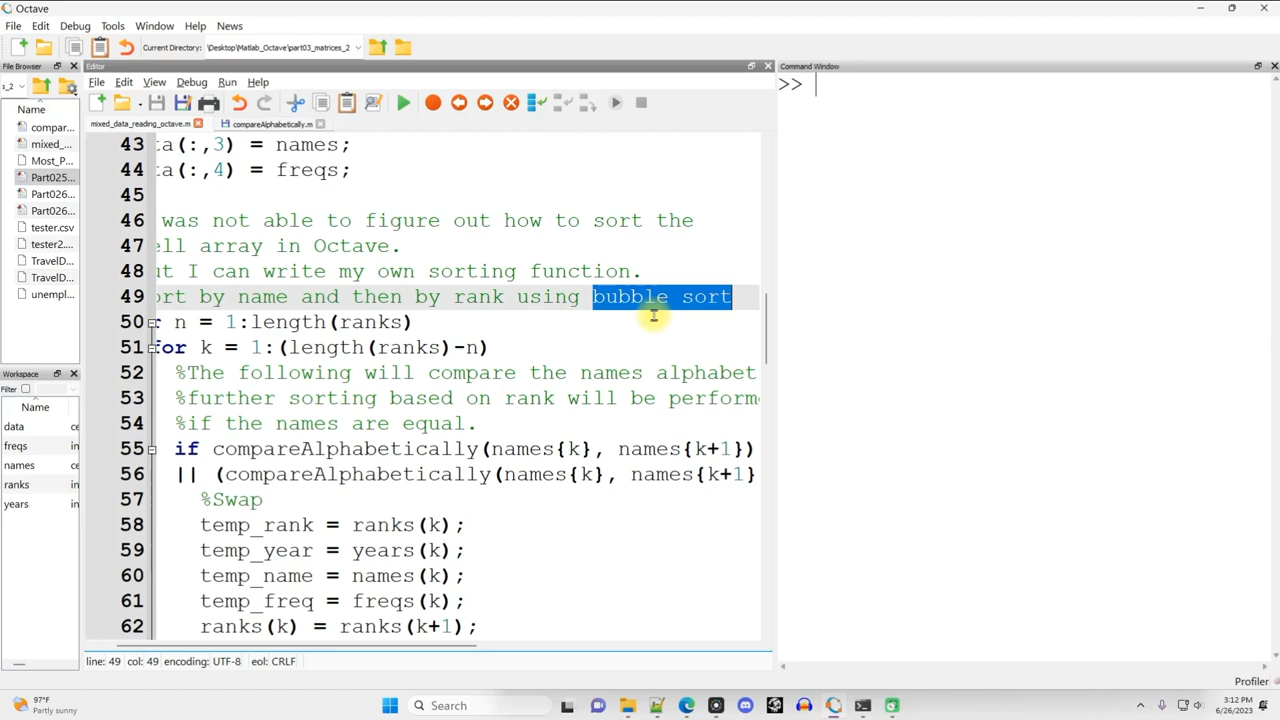 Octave
File Edit Debug Tools Window Help News
Current Directory: \Desktop\Matlab_Octave\part03_matrices_2
File Browser
Editor
Command Window
s_2
File Edit View Debug Run Help
>>
Name
mixed_data_reading_octave.m
compareAlphabetically.m
compar...
mixed_...
Most_P...
Part025...
Part026...
Part026...
tester.csv
tester2....
TravelD...
TravelD...
unempl...
43 ta(:,3) = names;
44 ta(:,4) = freqs;
45
46 was not able to figure out how to sort the
47 ell array in Octave.
48 ut I can write my own sorting function.
49 ort by name and then by rank using bubble sort
50 r n = 1:length(ranks)
51 for k = 1:(length(ranks)-n)
52 %The following will compare the names alphabet
53 %further sorting based on rank will be perform
54 %if the names are equal.
55 if compareAlphabetically(names{k}, names{k+1})
56 || (compareAlphabetically(names{k}, names{k+1}
57 %Swap
58 temp_rank = ranks(k);
59 temp_year = years(k);
60 temp_name = names(k);
61 temp_freq = freqs(k);
62 ranks(k) = ranks(k+1);
Workspace
Filter
Name
data ce
freqs in
names ce
ranks in
years in
line: 49 col: 49 encoding: UTF-8 eol: CRLF
Profiler
97°F
Partly sunny
Search
3:12 PM
6/26/2023